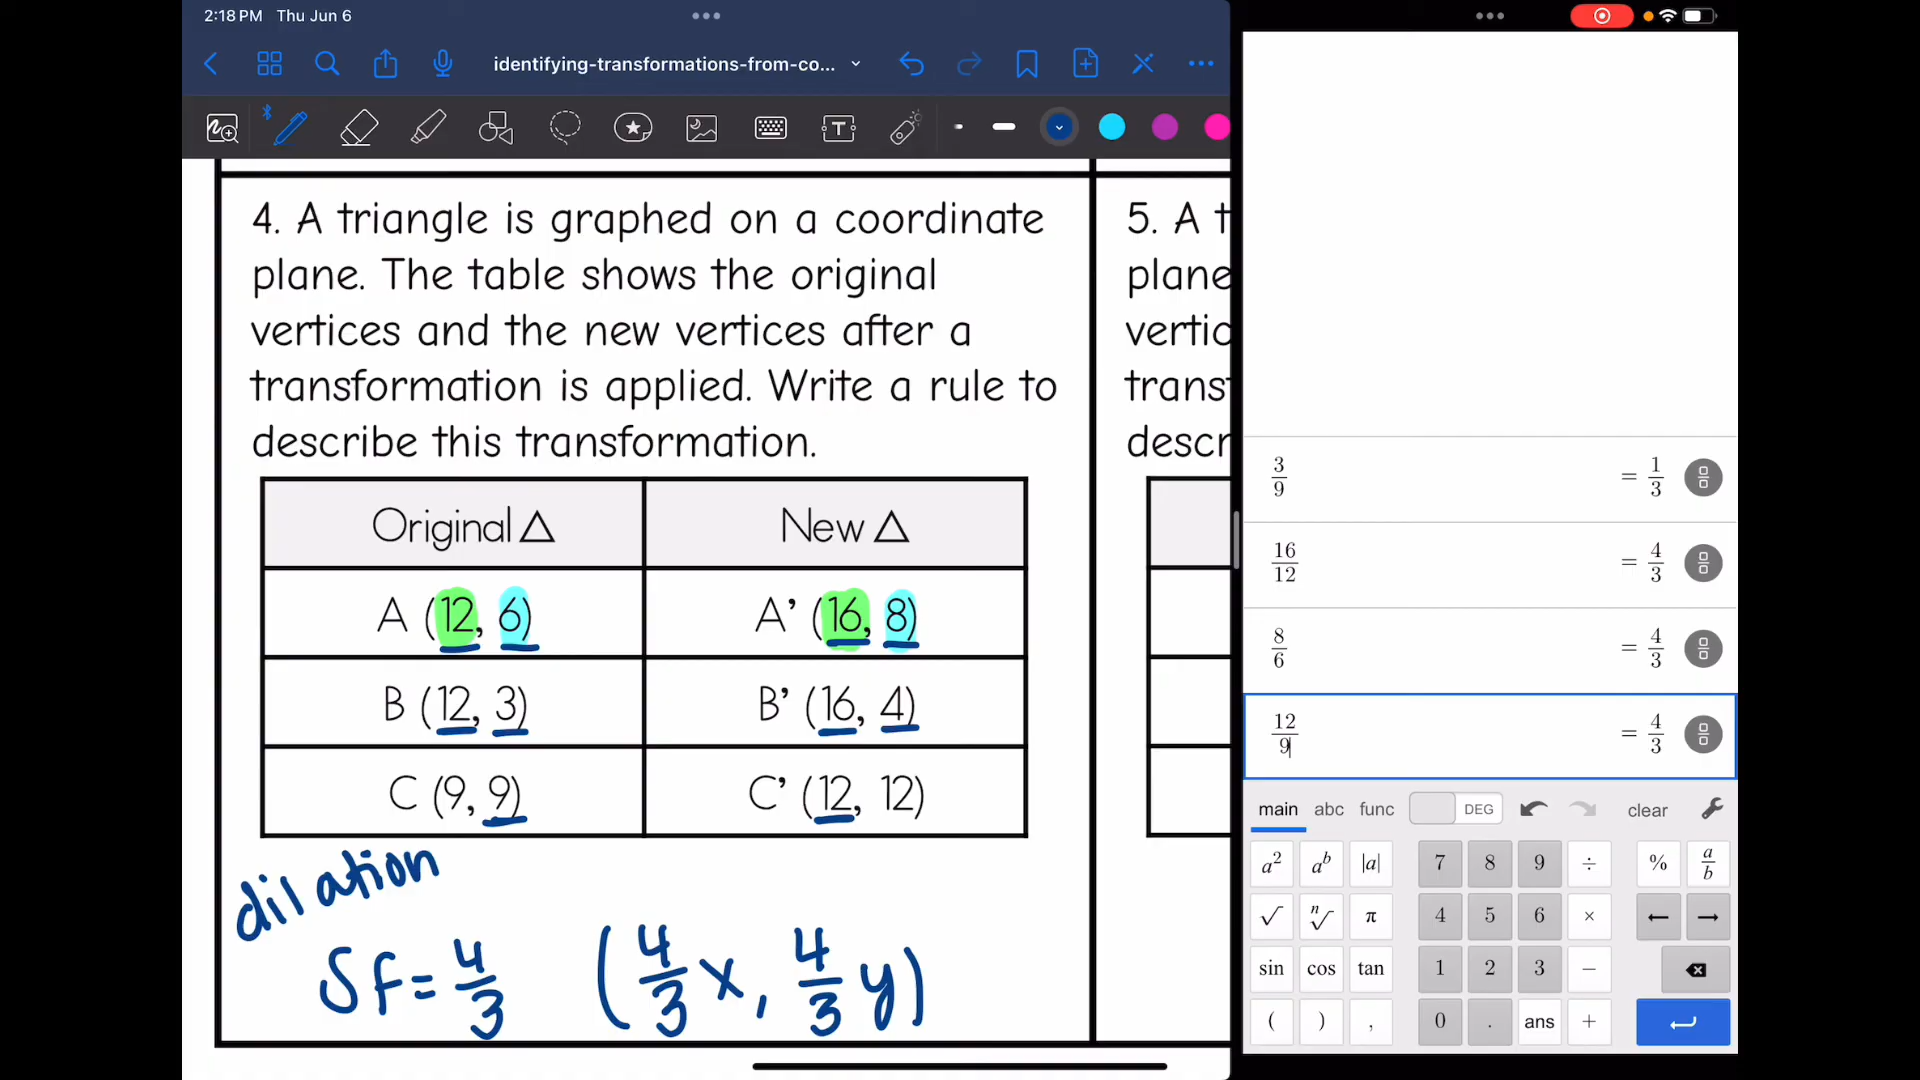 2:18 PM Thu Jun 6
identifying-transformations-from-co...
4. A triangle is graphed on a coordinate
plane. The table shows the original
vertices and the new vertices after a
transformation is applied. Write a rule to
describe this transformation.
Original △ New △
A (12, 6) A’ (16, 8)
B (12, 3) B’ (16, 4)
C (9, 9) C’ (12, 12)
dilation
Sf = 4/3 (4/3 x, 4/3 y)
5. A t
plane
vertic
trans
descr
3/9 = 1/3
16/12 = 4/3
8/6 = 4/3
12/9 = 4/3
main abc func DEG clear
a² aᵇ |a| 7 8 9 ÷ % a/b
√ ⁿ√ π 4 5 6 × ← →
sin cos tan 1 2 3 −
( ) , 0 . ans +